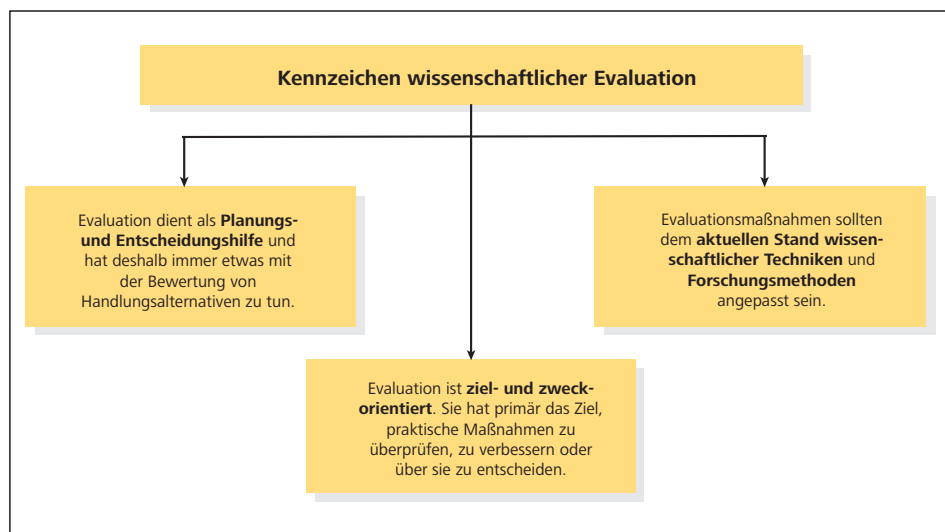 Kennzeichen wissenschaftlicher Evaluation
Evaluation dient als Planungs-
und Entscheidungshilfe und
hat deshalb immer etwas mit
der Bewertung von
Handlungsalternativen zu tun.
Evaluation ist ziel- und zweck-
orientiert. Sie hat primär das Ziel,
praktische Maßnahmen zu
überprüfen, zu verbessern oder
über sie zu entscheiden.
Evaluationsmaßnahmen sollten
dem aktuellen Stand wissen-
schaftlicher Techniken und
Forschungsmethoden
angepasst sein.